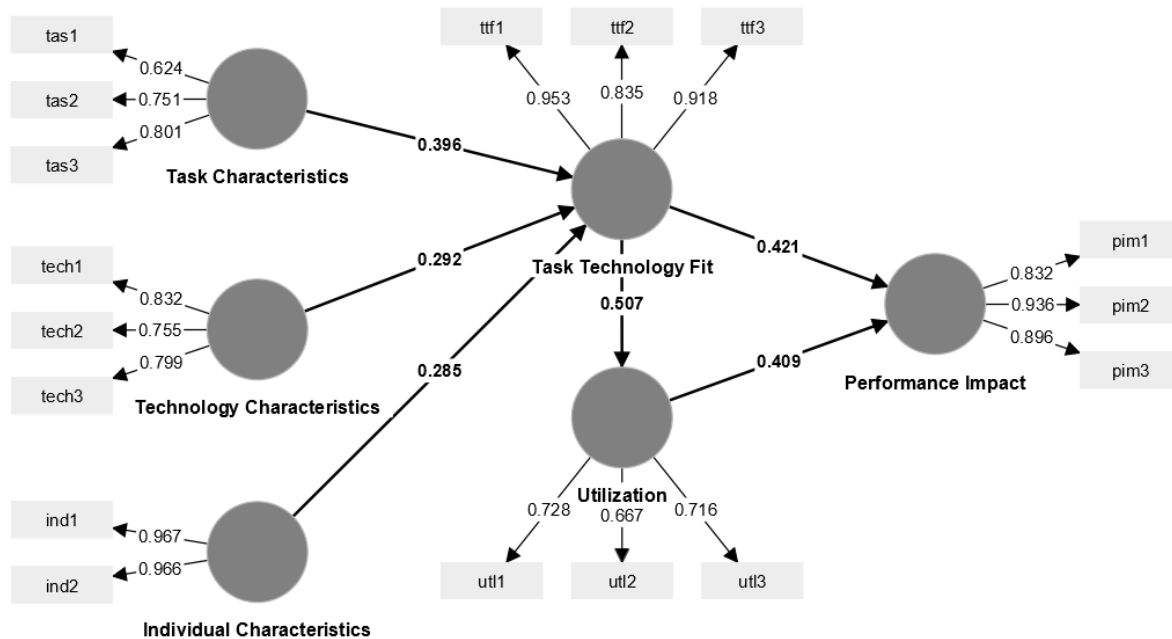 tas1
tas2
tas3
0.624
0.751
0.801
Task Characteristics
tech1
tech2
tech3
0.832
0.755
0.799
Technology Characteristics
ind1
ind2
0.967
0.966
Individual Characteristics
0.396
0.292
0.285
ttf1
ttf2
ttf3
0.953
0.835
0.918
Task Technology Fit
0.507
0.421
0.409
Utilization
0.728
0.667
0.716
utl1
utl2
utl3
Performance Impact
0.832
0.936
0.896
pim1
pim2
pim3